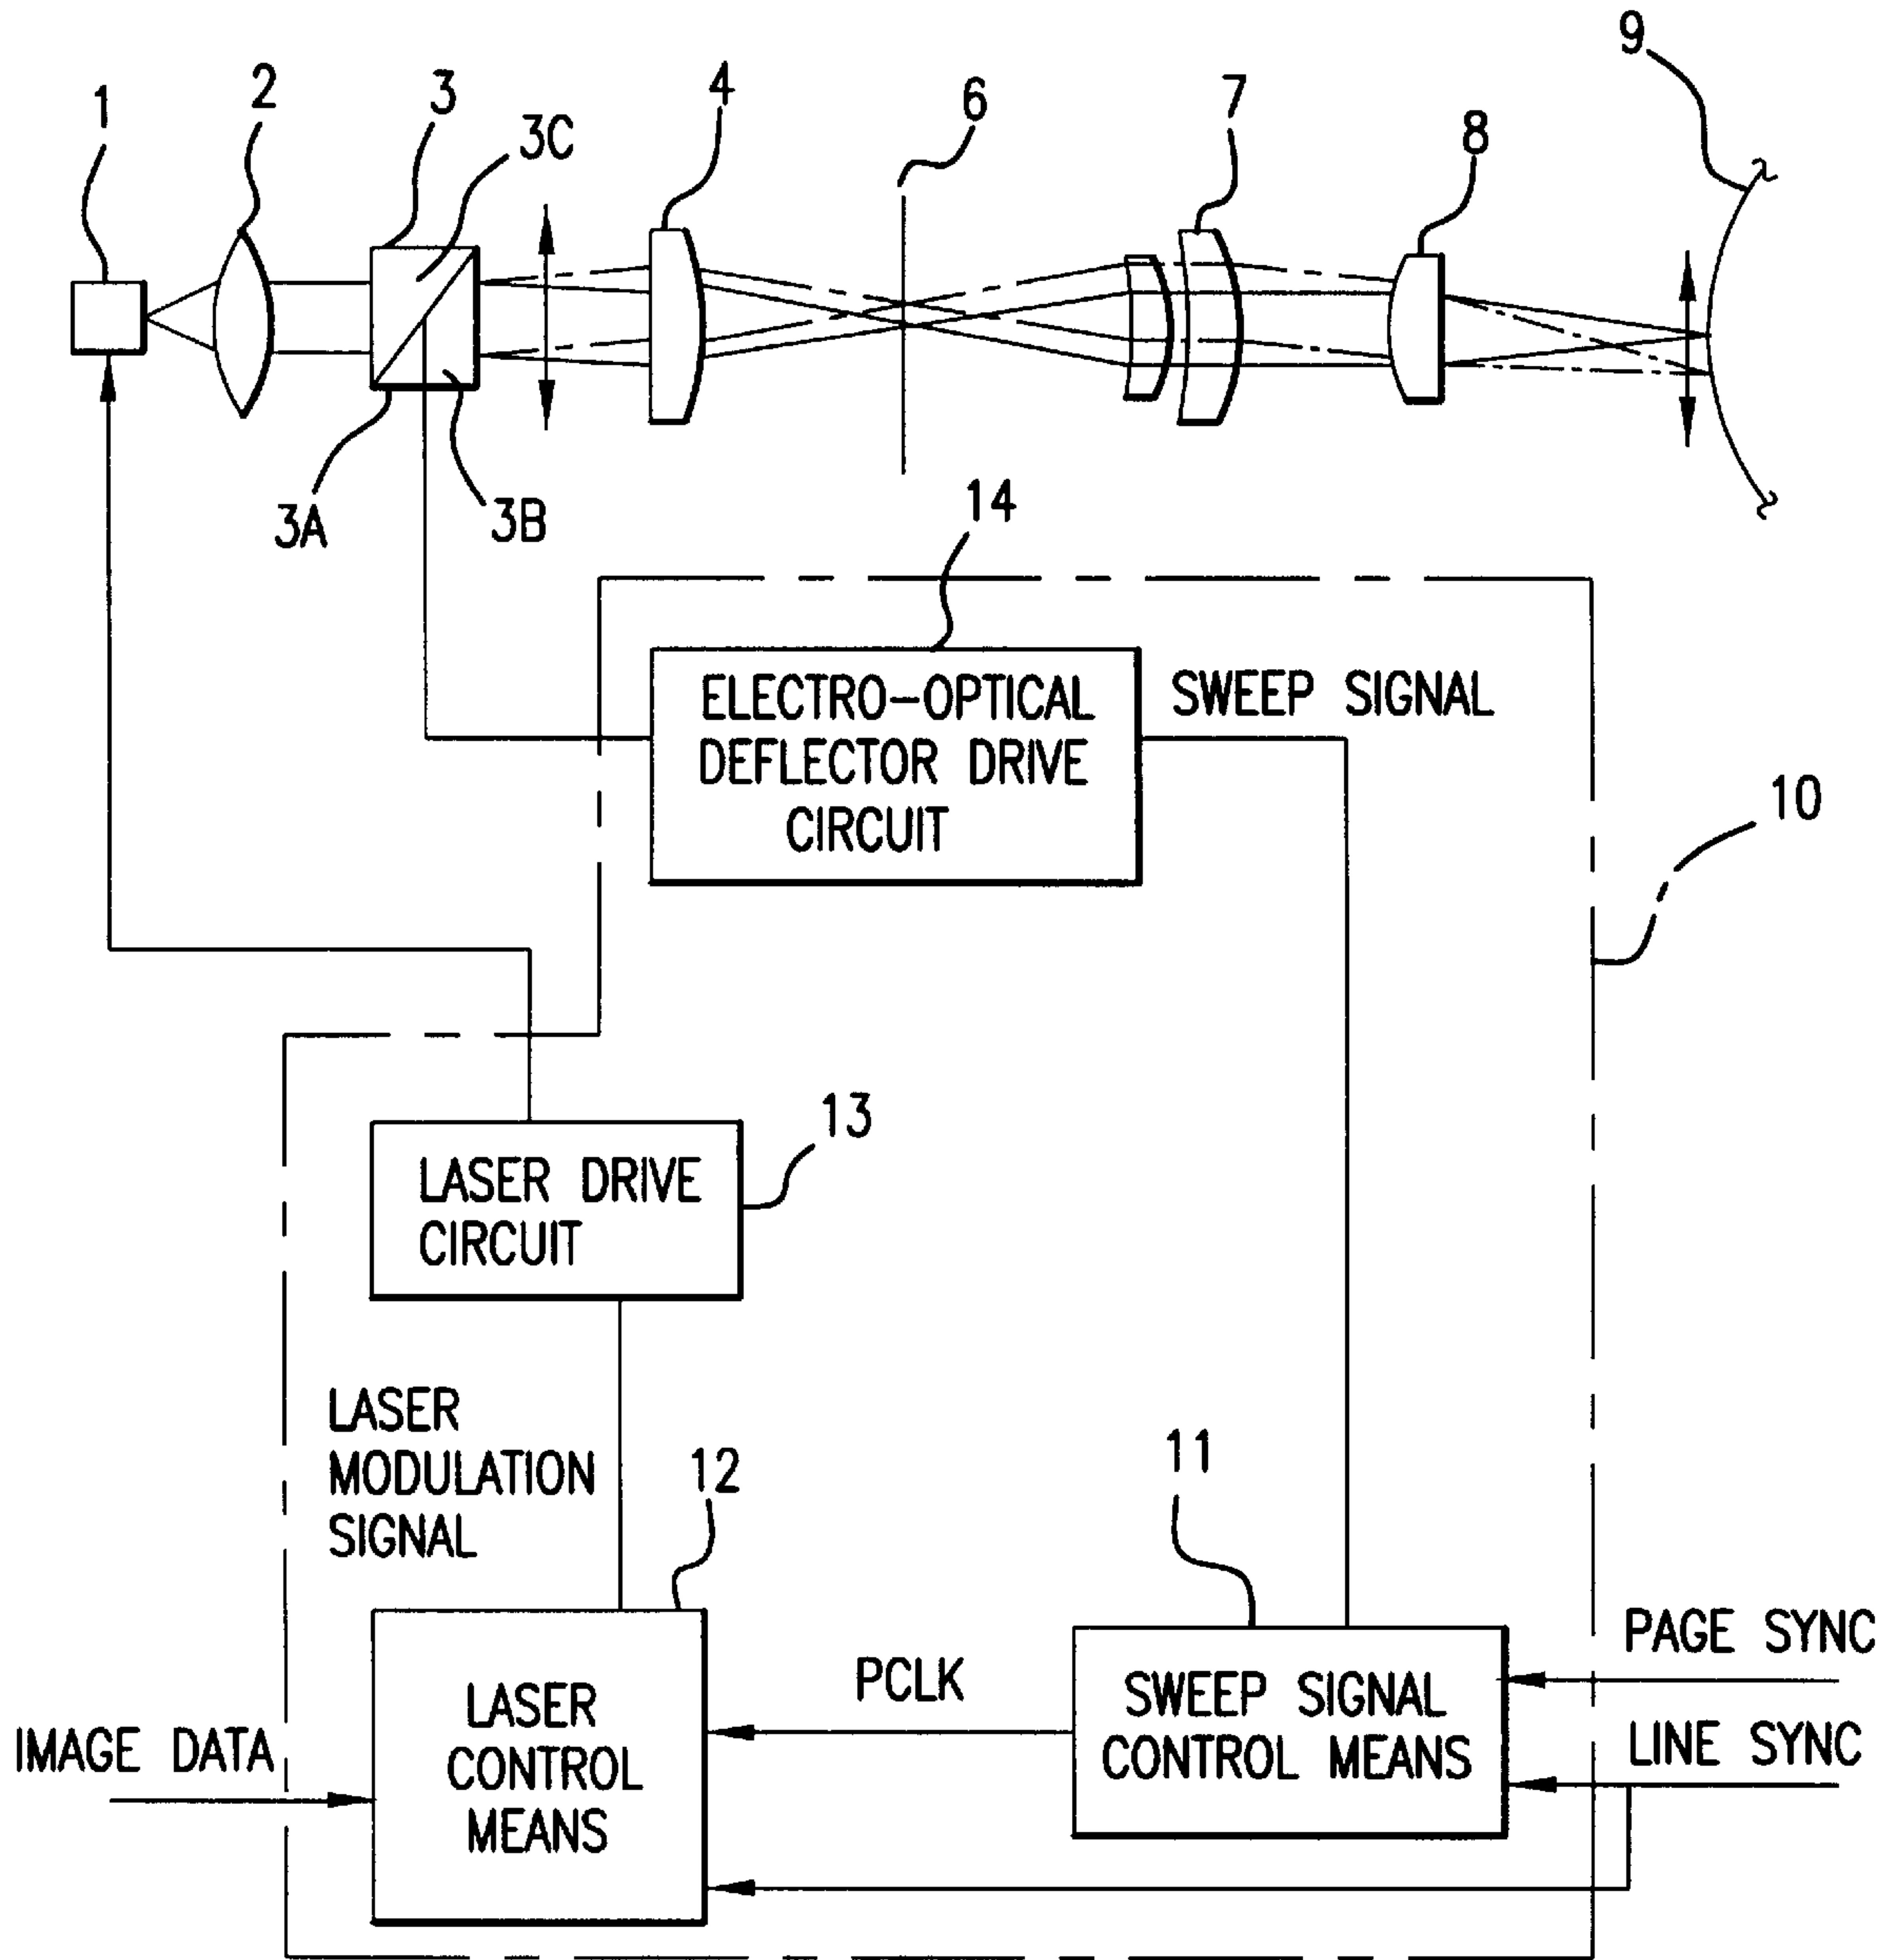 1
2
3
3C
4
6
7
8
9
3A
3B
14
ELECTRO-OPTICAL
DEFLECTOR DRIVE
CIRCUIT
SWEEP SIGNAL
10
13
LASER DRIVE
CIRCUIT
LASER
MODULATION
SIGNAL
12
11
LASER
CONTROL
MEANS
PCLK
SWEEP SIGNAL
CONTROL MEANS
PAGE SYNC
LINE SYNC
IMAGE DATA